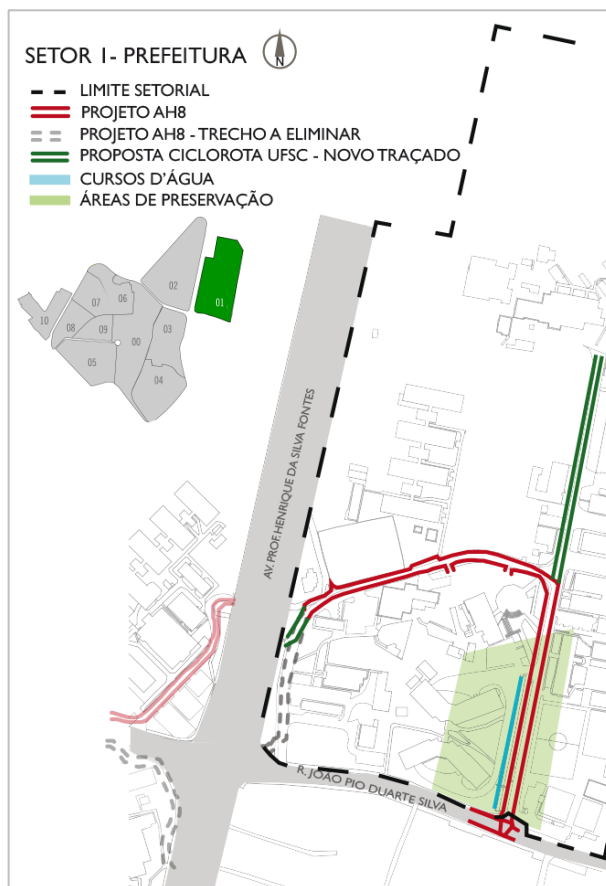 SETOR I- PREFEITURA
N
LIMITE SETORIAL
PROJETO AH8
PROJETO AH8 - TRECHO A ELIMINAR
PROPOSTA CICLOROTA UFSC - NOVO TRAÇADO
CURSOS D'ÁGUA
ÁREAS DE PRESERVAÇÃO
02
01
06
07
10
08
09
00
03
05
04
AV. PROF. HENRIQUE DA SILVA FONTES
R. JOÃO PIO DUARTE SILVA